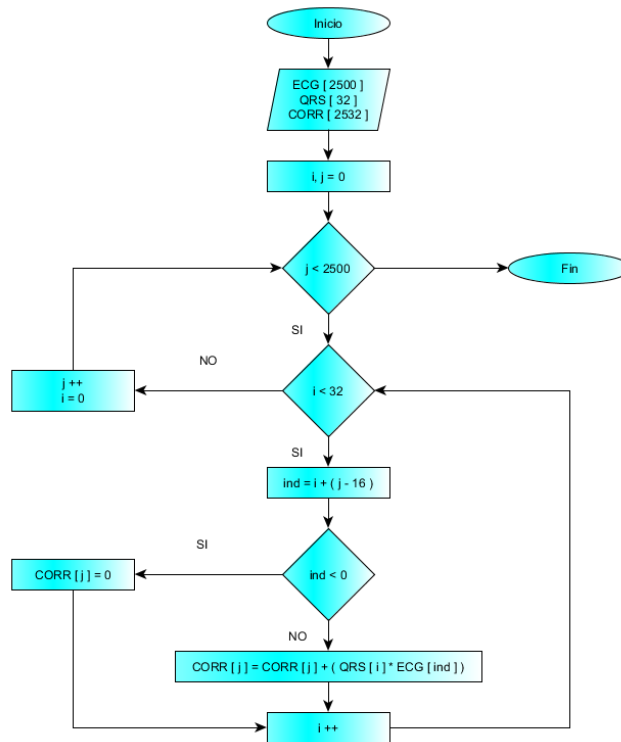 Inicio
ECG [ 2500 ]
QRS [ 32 ]
CORR [ 2532 ]
i, j = 0
j < 2500
Fin
SI
NO
j ++
i = 0
i < 32
SI
ind = i + ( j - 16 )
SI
CORR [ j ] = 0
ind < 0
NO
CORR [ j ] = CORR [ j ] + ( QRS [ i ] * ECG [ ind ] )
i ++